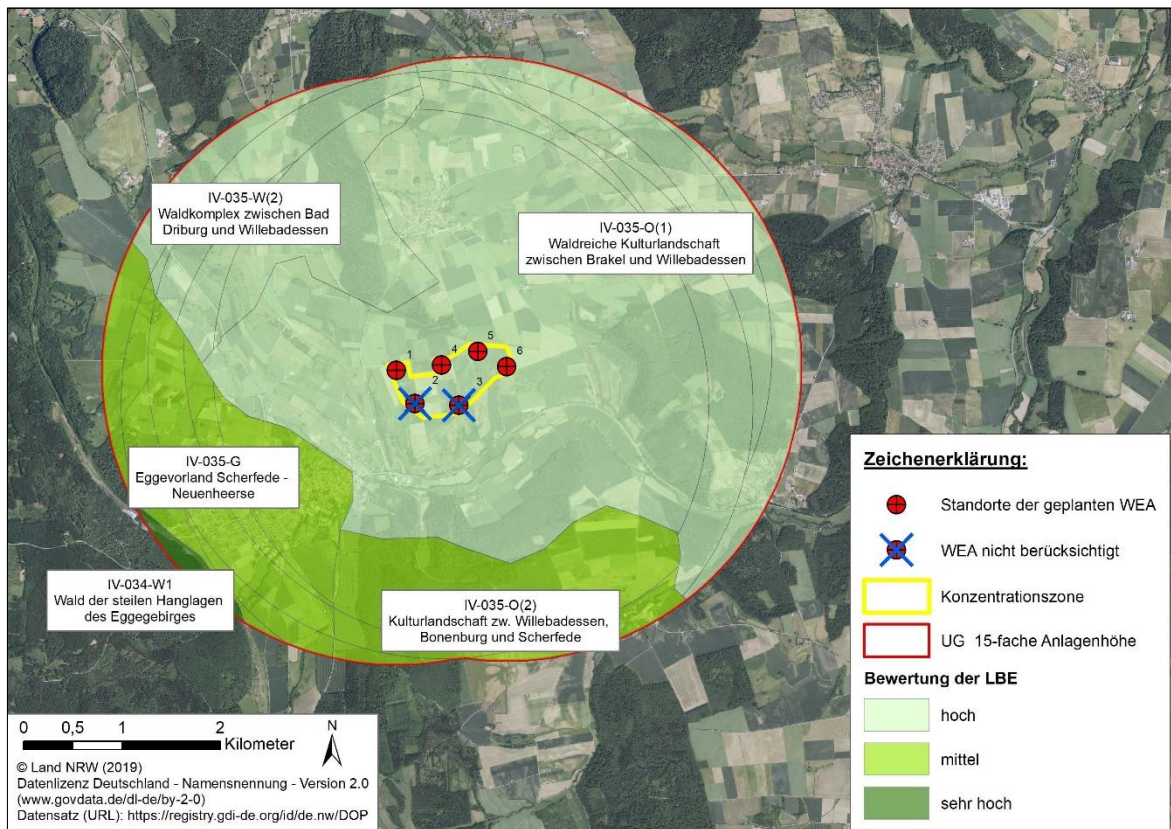 IV-035-W(2)
Waldkomplex zwischen Bad
Driburg und Willebadessen
IV-035-O(1)
Waldreiche Kulturlandschaft
zwischen Brakel und Willebadessen
1
2
3
4
5
6
IV-035-G
Eggevorland Scherfede -
Neuenheerse
IV-034-W1
Wald der steilen Hanglagen
des Eggegebirges
IV-035-O(2)
Kulturlandschaft zw. Willebadessen,
Bonenburg und Scherfede
Zeichenerklärung:
Standorte der geplanten WEA
WEA nicht berücksichtigt
Konzentrationszone
UG 15-fache Anlagenhöhe
Bewertung der LBE
hoch
mittel
sehr hoch
0 0,5 1 2
Kilometer
N
© Land NRW (2019)
Datenlizenz Deutschland - Namensnennung - Version 2.0
(www.govdata.de/dl-de/by-2-0)
Datensatz (URL): https://registry.gdi-de.org/id/de.nw/DOP